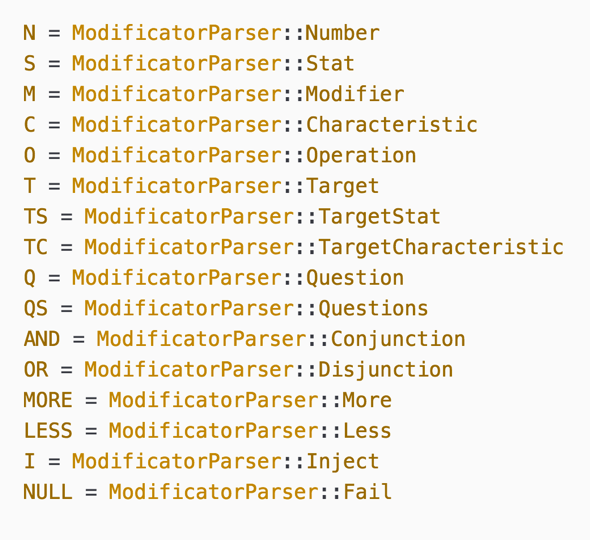 N = ModificatorParser::Number
S = ModificatorParser::Stat
M = ModificatorParser::Modifier
C = ModificatorParser::Characteristic
O = ModificatorParser::Operation
T = ModificatorParser::Target
TS = ModificatorParser::TargetStat
TC = ModificatorParser::TargetCharacteristic
Q = ModificatorParser::Question
QS = ModificatorParser::Questions
AND = ModificatorParser::Conjunction
OR = ModificatorParser::Disjunction
MORE = ModificatorParser::More
LESS = ModificatorParser::Less
I = ModificatorParser::Inject
NULL = ModificatorParser::Fail